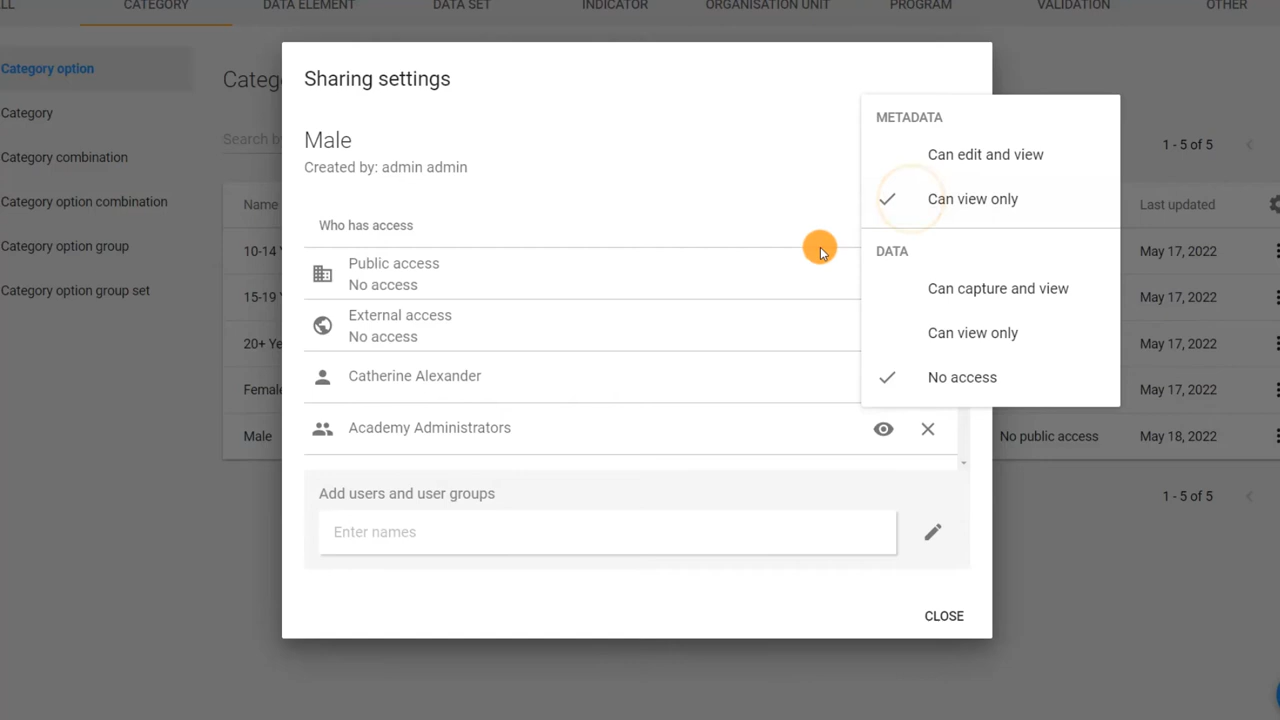 LL CATEGORY DATA ELEMENT DATA SET INDICATOR ORGANISATION UNIT PROGRAM VALIDATION OTHER
Category option
Category
Category combination
Category option combination
Category option group
Category option group set
Categ
Search by
1 - 5 of 5
Name
Last updated
10-14
May 17, 2022
15-19
May 17, 2022
20+ Ye
May 17, 2022
Female
May 17, 2022
Male
No public access
May 18, 2022
1 - 5 of 5
Sharing settings
Male
Created by: admin admin
Who has access
Public access
No access
External access
No access
Catherine Alexander
Academy Administrators
Add users and user groups
Enter names
CLOSE
METADATA
Can edit and view
Can view only
DATA
Can capture and view
Can view only
No access